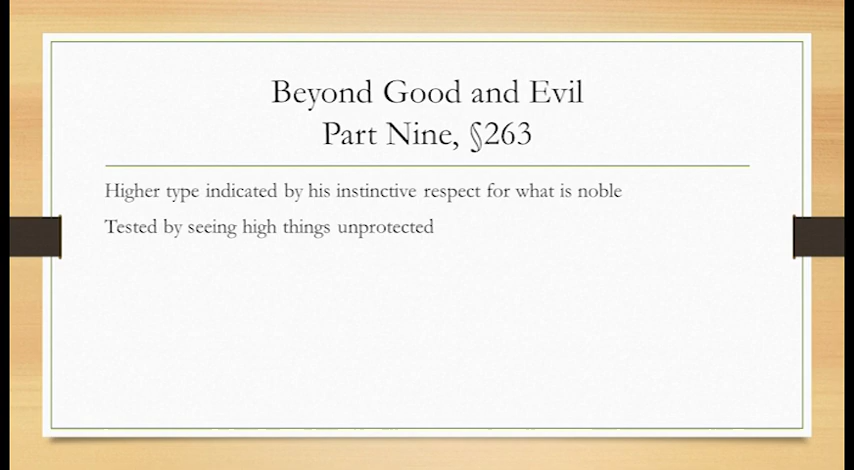 Beyond Good and Evil
Part Nine, §263
Higher type indicated by his instinctive respect for what is noble
Tested by seeing high things unprotected